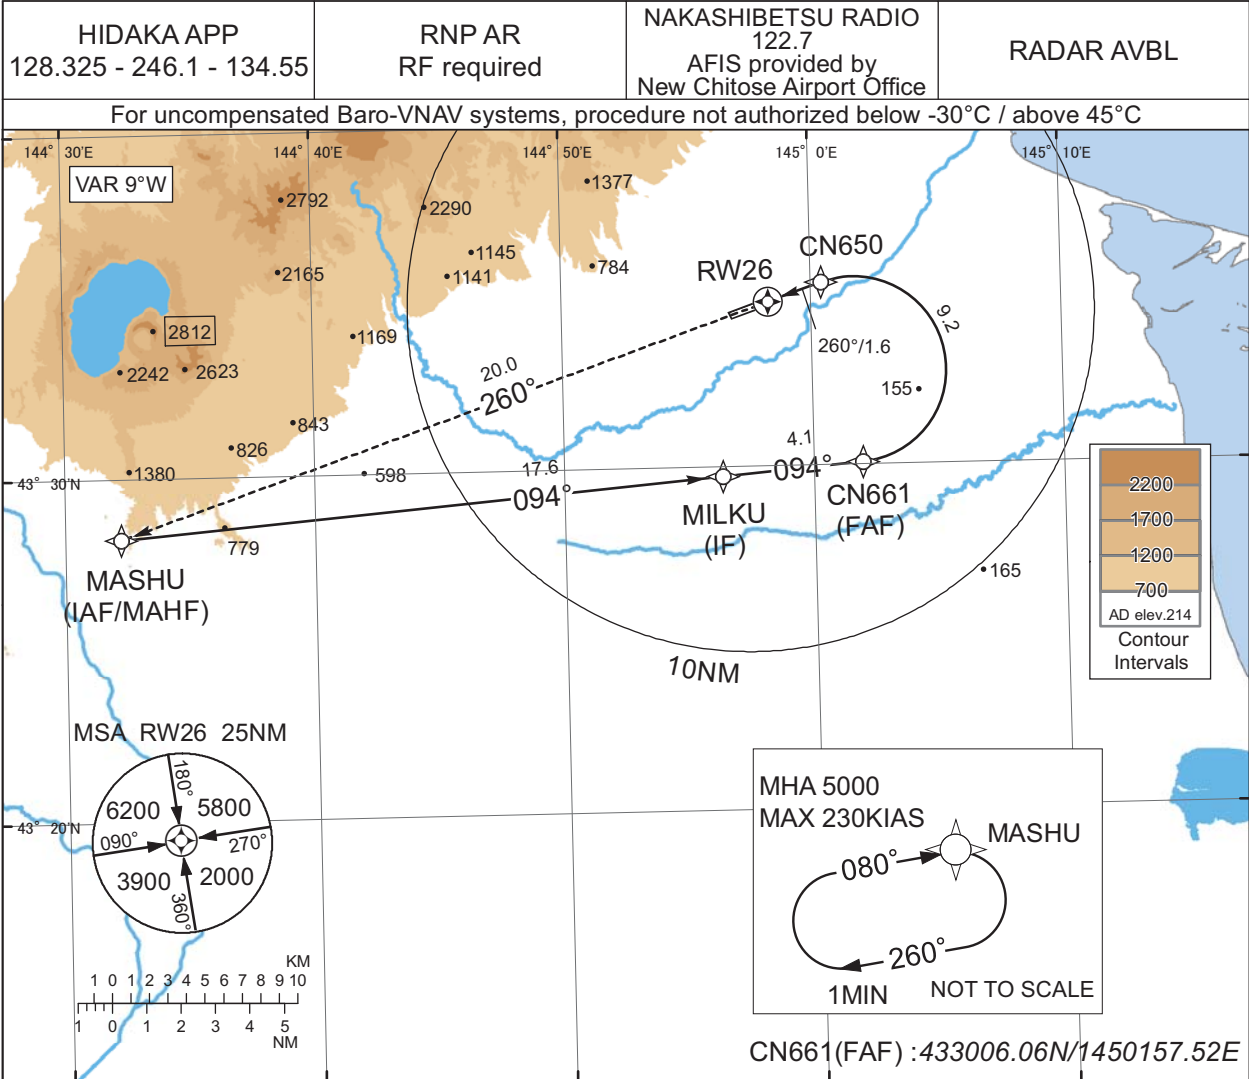 HIDAKA APP
128.325 - 246.1 - 134.55
RNP AR
RF required
NAKASHIBETSU RADIO
122.7
AFIS provided by
New Chitose Airport Office
RADAR AVBL
For uncompensated Baro-VNAV systems, procedure not authorized below -30°C / above 45°C
144° 30'E
144° 40'E
144° 50'E
145° 0'E
145° 10'E
VAR 9°W
1377
2792
2290
1145
1141
784
2165
CN650
RW26
2812
1169
9.2
260°/1.6
2242
2623
20.0
260°
155
843
826
4.1
1380
598
17.6
094°
094°
43° 30'N
CN661
(FAF)
MILKU
(IF)
779
MASHU
(IAF/MAHF)
165
2200
1700
1200
700
AD elev.214
Contour
Intervals
10NM
MSA RW26 25NM
180°
6200
5800
090°
270°
3900
2000
360°
43° 20'N
MHA 5000
MAX 230KIAS
MASHU
080°
260°
1MIN
NOT TO SCALE
KM
1 0 1 2 3 4 5 6 7 8 9 10
1 0 1 2 3 4 5
NM
CN661(FAF) :433006.06N/1450157.52E